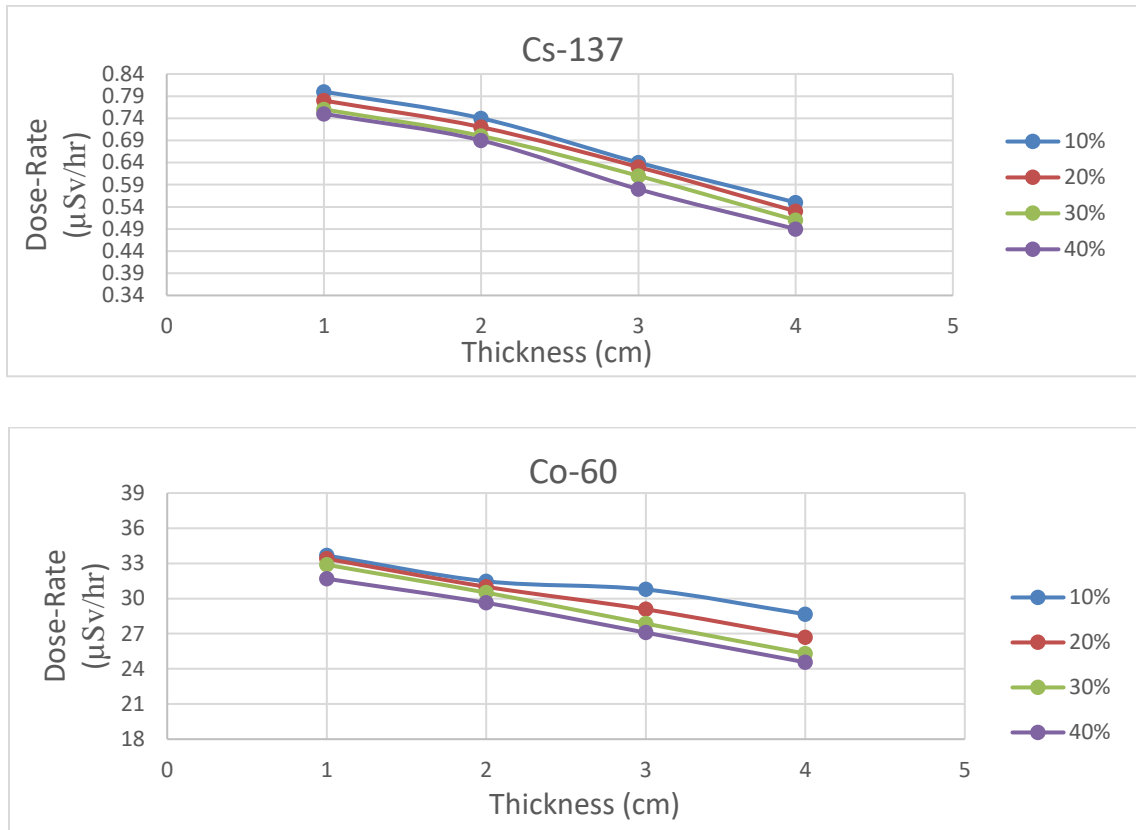 Cs-137
0.84
0.79
0.74
0.69
0.64
0.59
0.54
0.49
0.44
0.39
0.34
Dose-Rate
(µSv/hr)
0 1 2 3 4 5
Thickness (cm)
10%
20%
30%
40%
Co-60
39
36
33
30
27
24
21
18
Dose-Rate
(µSv/hr)
0 1 2 3 4 5
Thickness (cm)
10%
20%
30%
40%